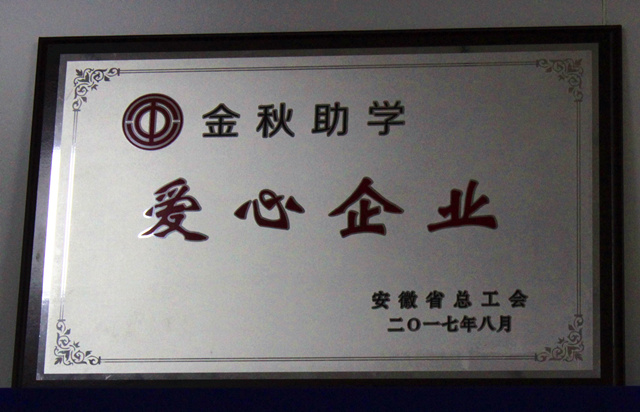 金秋助学
爱心企业
安徽省总工会
二〇一七年八月